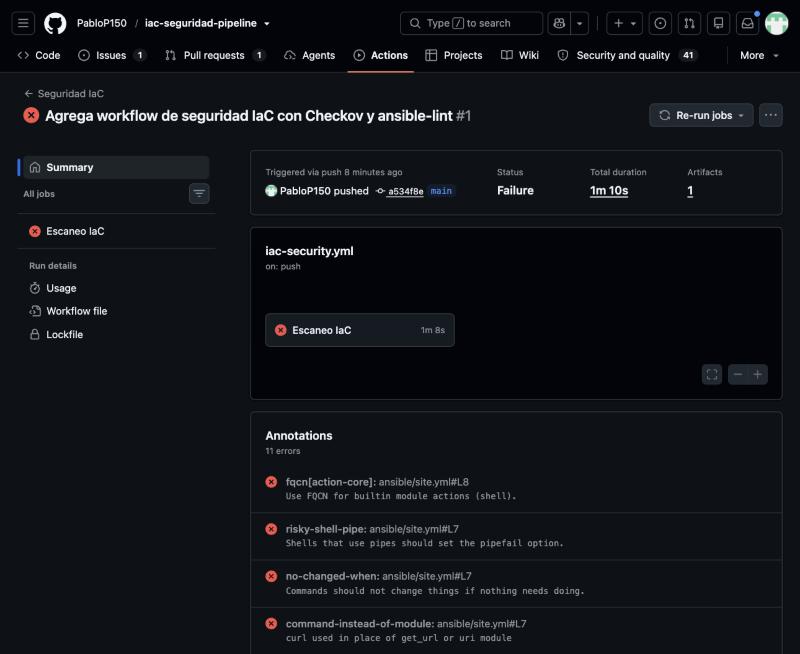 PabloP150 / iac-seguridad-pipeline
Type / to search
Code
Issues 1
Pull requests 1
Agents
Actions
Projects
Wiki
Security and quality 41
More
← Seguridad IaC
Agrega workflow de seguridad IaC con Checkov y ansible-lint #1
Re-run jobs
Summary
All jobs
Escaneo IaC
Run details
Usage
Workflow file
Lockfile
Triggered via push 8 minutes ago
PabloP150 pushed a534f8e main
Status
Failure
Total duration
1m 10s
Artifacts
1
iac-security.yml
on: push
Escaneo IaC 1m 8s
Annotations
11 errors
fqcn[action-core]: ansible/site.yml#L8
Use FQCN for builtin module actions (shell).
risky-shell-pipe: ansible/site.yml#L7
Shells that use pipes should set the pipefail option.
no-changed-when: ansible/site.yml#L7
Commands should not change things if nothing needs doing.
command-instead-of-module: ansible/site.yml#L7
curl used in place of get_url or uri module